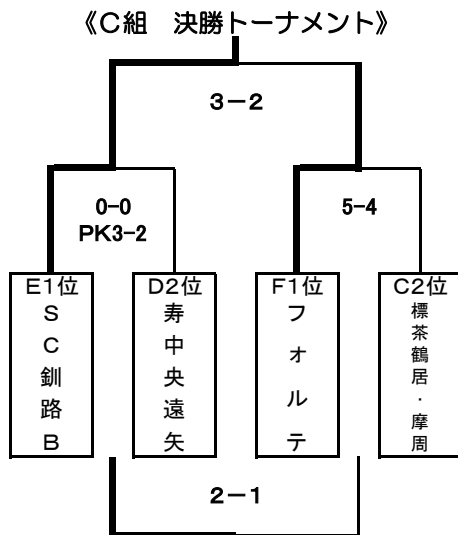 《C組　決勝トーナメント》
3－2
0-0
PK3-2
5-4
E1位
SC釧路B
D2位
寿中央遠矢
F1位
フォルテ
C2位
標茶鶴居・摩周
2－1